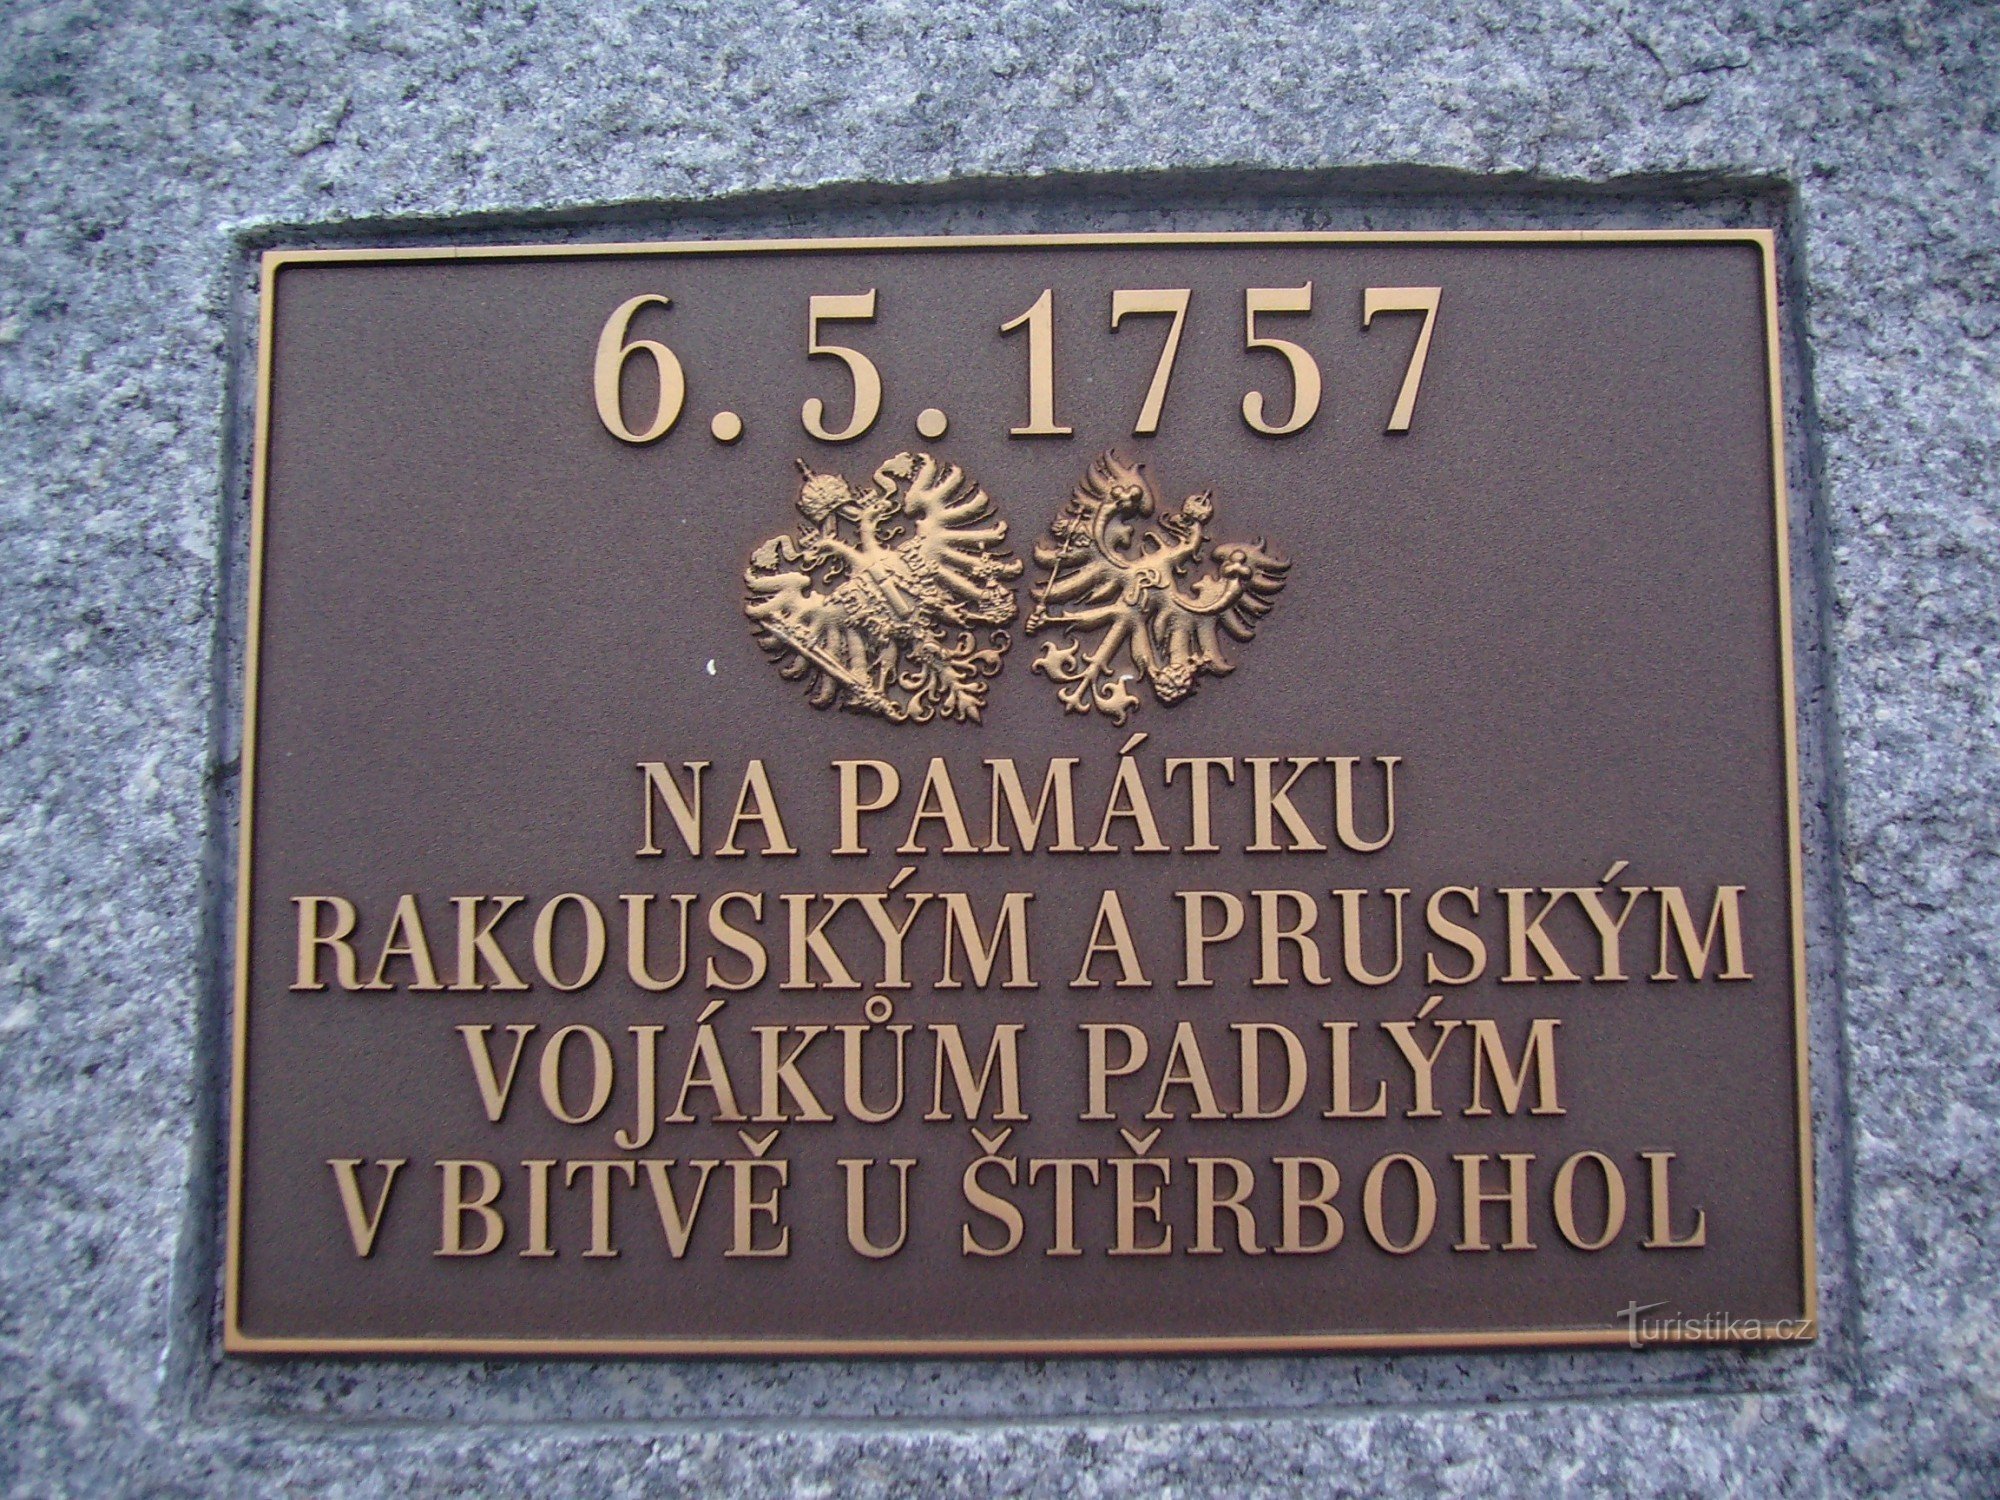 6. 5. 1757
NA PAMÁTKU
RAKOUSKÝM A PRUSKÝM
VOJÁKŮM PADLÝM
V BITVĚ U ŠTĚRBOHOL
Turistika.cz